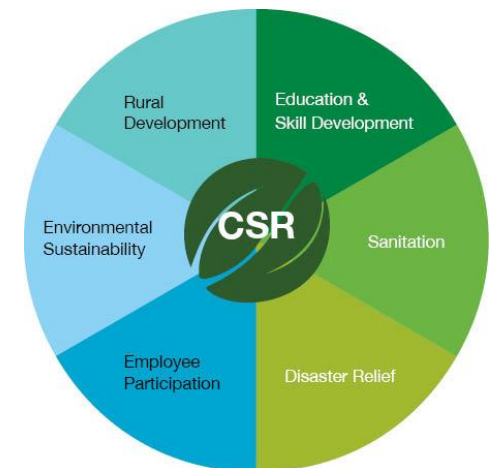 Rural
Development
Education &
Skill Development
Environmental
Sustainability
CSR
Sanitation
Employee
Participation
Disaster Relief